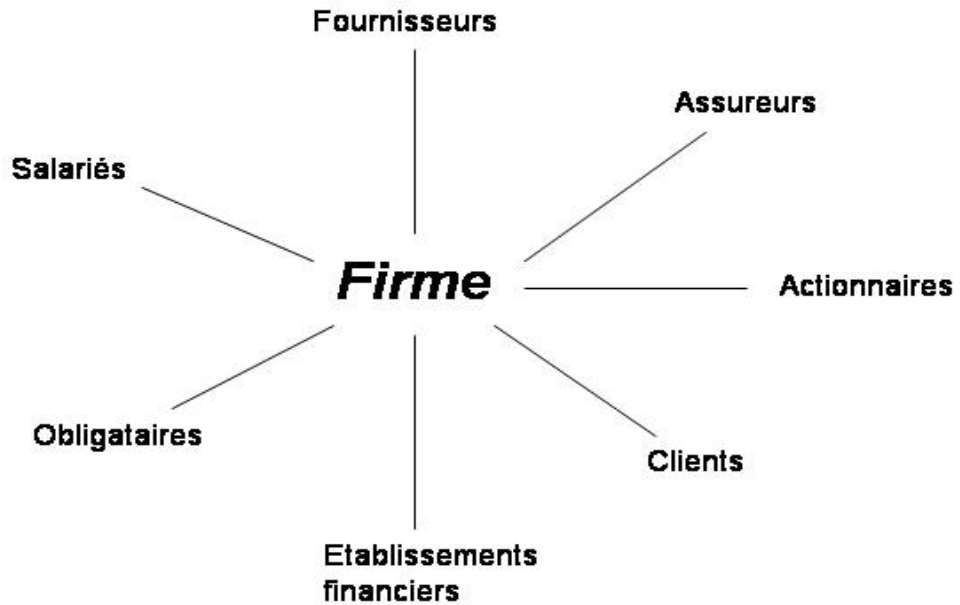 Fournisseurs
Assureurs
Salariés
Firme
Actionnaires
Obligataires
Clients
Etablissements
financiers